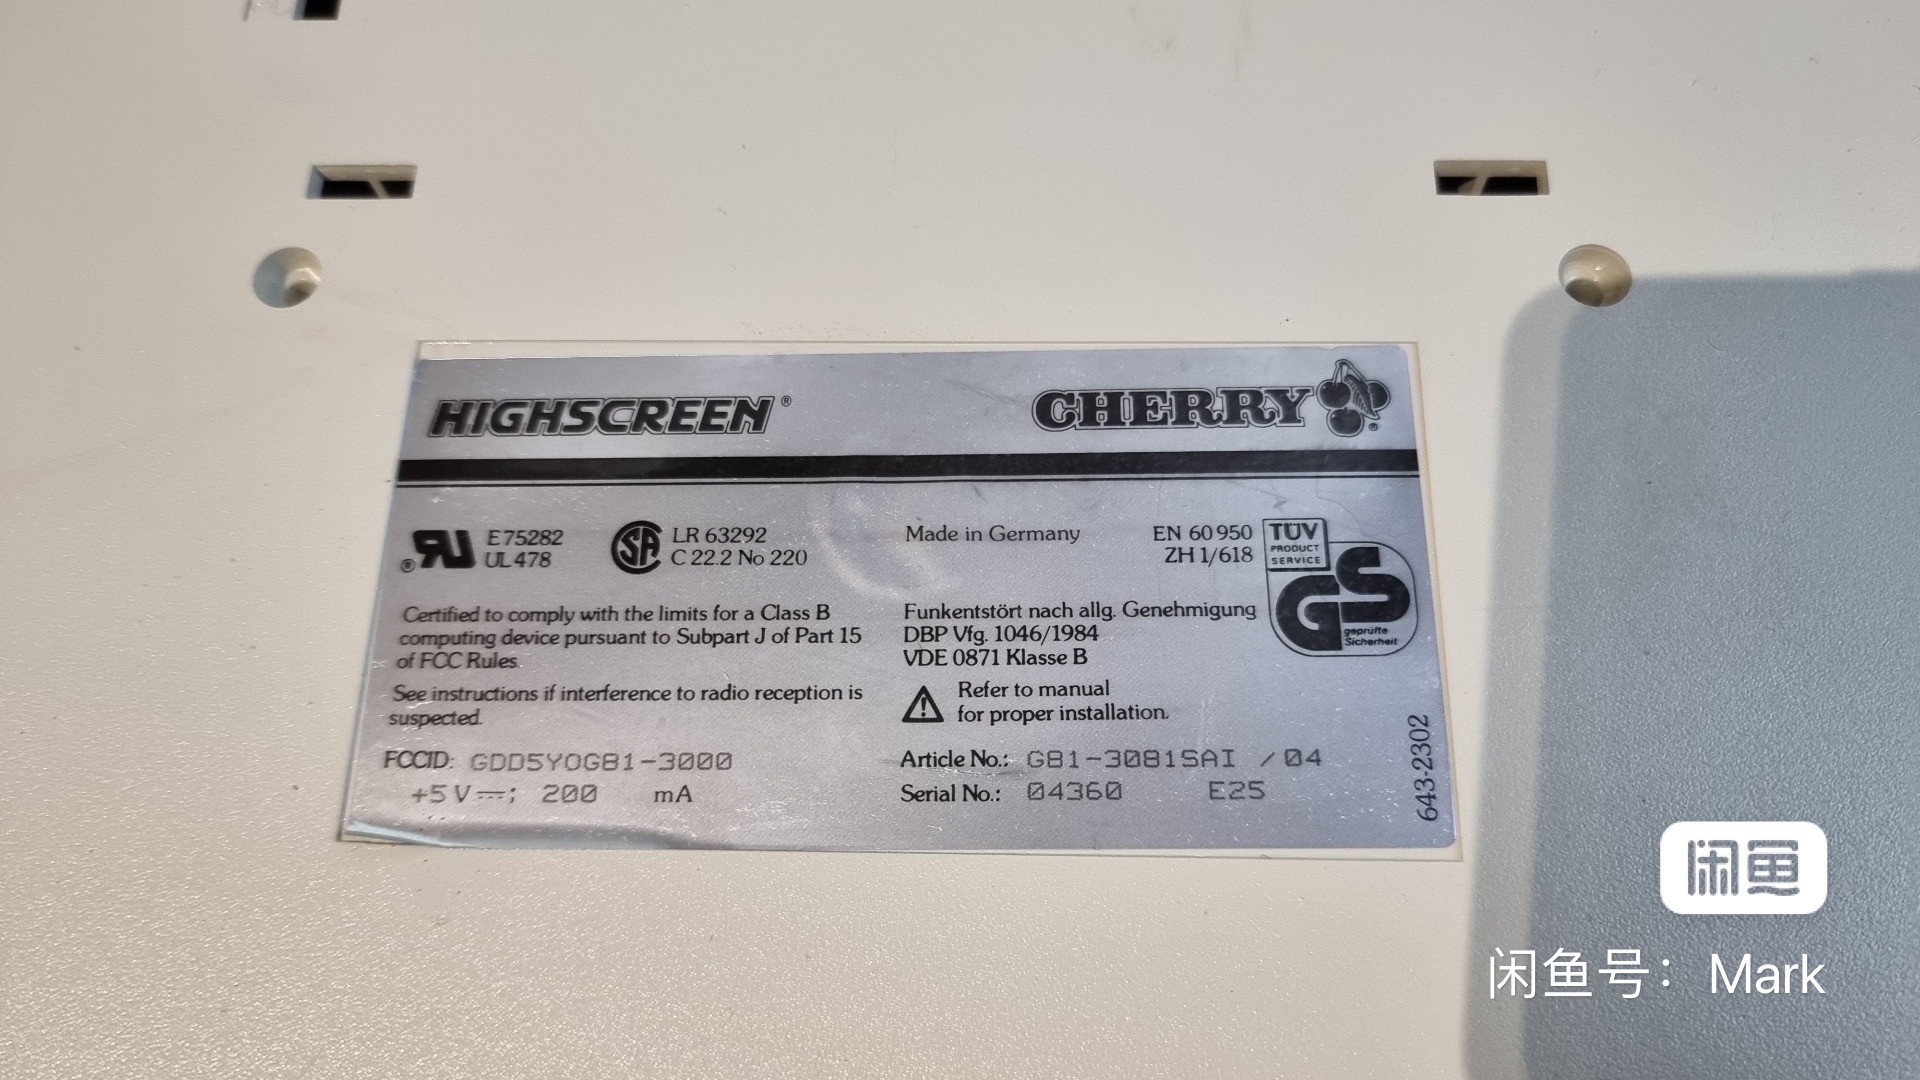 HIGHSCREEN®
CHERRY®
E 75282
UL 478
LR 63292
C 22.2 No 220
Certified to comply with the limits for a Class B
computing device pursuant to Subpart J of Part 15
of FCC Rules.
See instructions if interference to radio reception is
suspected.
FCCID: GDD5YOG81-3000
+5 V⎓; 200 mA
Made in Germany
EN 60 950
ZH 1/618
TÜV
PRODUCT
SERVICE
GS
geprüfte
Sicherheit
Funkentstört nach allg. Genehmigung
DBP Vfg. 1046/1984
VDE 0871 Klasse B
Refer to manual
for proper installation.
Article No.: G81-3081SAI /04
Serial No.: 04360 E25
643-2302
闲鱼
闲鱼号：Mark